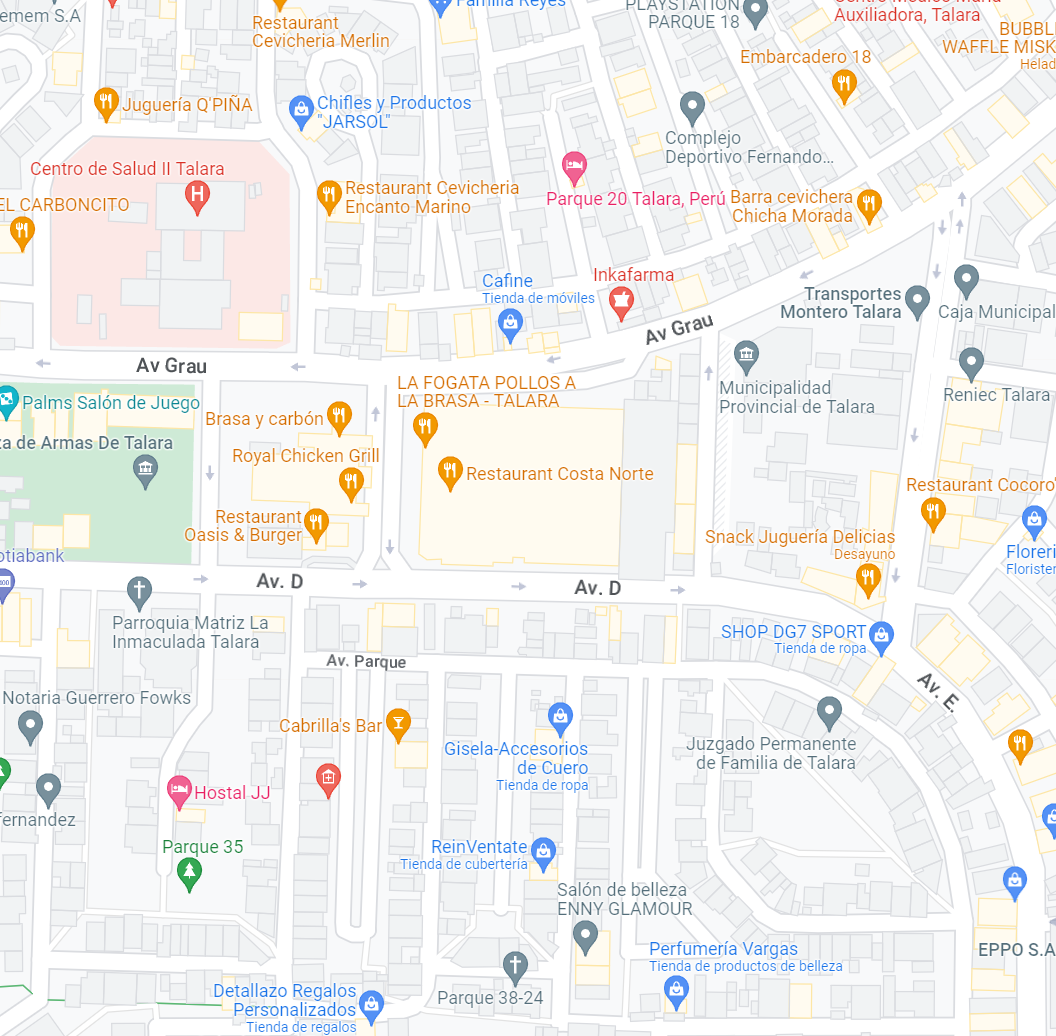 emem S.A
Restaurant
Cevicheria Merlin
Familia Reyes
PLAYSTATION
PARQUE 18
Centro Médico María
Auxiliadora, Talara
BUBBLE
WAFFLE MISK
Helad
Embarcadero 18
Juguería Q'PIÑA
Chifles y Productos
"JARSOL"
Complejo
Deportivo Fernando...
Centro de Salud II Talara
EL CARBONCITO
Restaurant Cevicheria
Encanto Marino
Parque 20 Talara, Perú
Barra cevichera
Chicha Morada
H
Cafine
Tienda de móviles
Inkafarma
Transportes
Montero Talara
Caja Municipal
Av Grau
Av Grau
Municipalidad
Provincial de Talara
Reniec Talara
LA FOGATA POLLOS A
LA BRASA - TALARA
Palms Salón de Juego
Brasa y carbón
za de Armas De Talara
Royal Chicken Grill
Restaurant Costa Norte
Restaurant Cocoro'
Restaurant
Oasis & Burger
Snack Juguería Delicias
Desayuno
Floreri
Florister
otiabank
Av. D
Av. D
Parroquia Matriz La
Inmaculada Talara
SHOP DG7 SPORT
Tienda de ropa
Av. Parque
Av. E.
Notaria Guerrero Fowks
Cabrilla's Bar
Gisela-Accesorios
de Cuero
Tienda de ropa
Juzgado Permanente
de Familia de Talara
Hostal JJ
fernandez
Parque 35
ReinVentate
Tienda de cubertería
Salón de belleza
ENNY GLAMOUR
Perfumería Vargas
Tienda de productos de belleza
EPPO S.A
Parque 38-24
Detallazo Regalos
Personalizados
Tienda de regalos